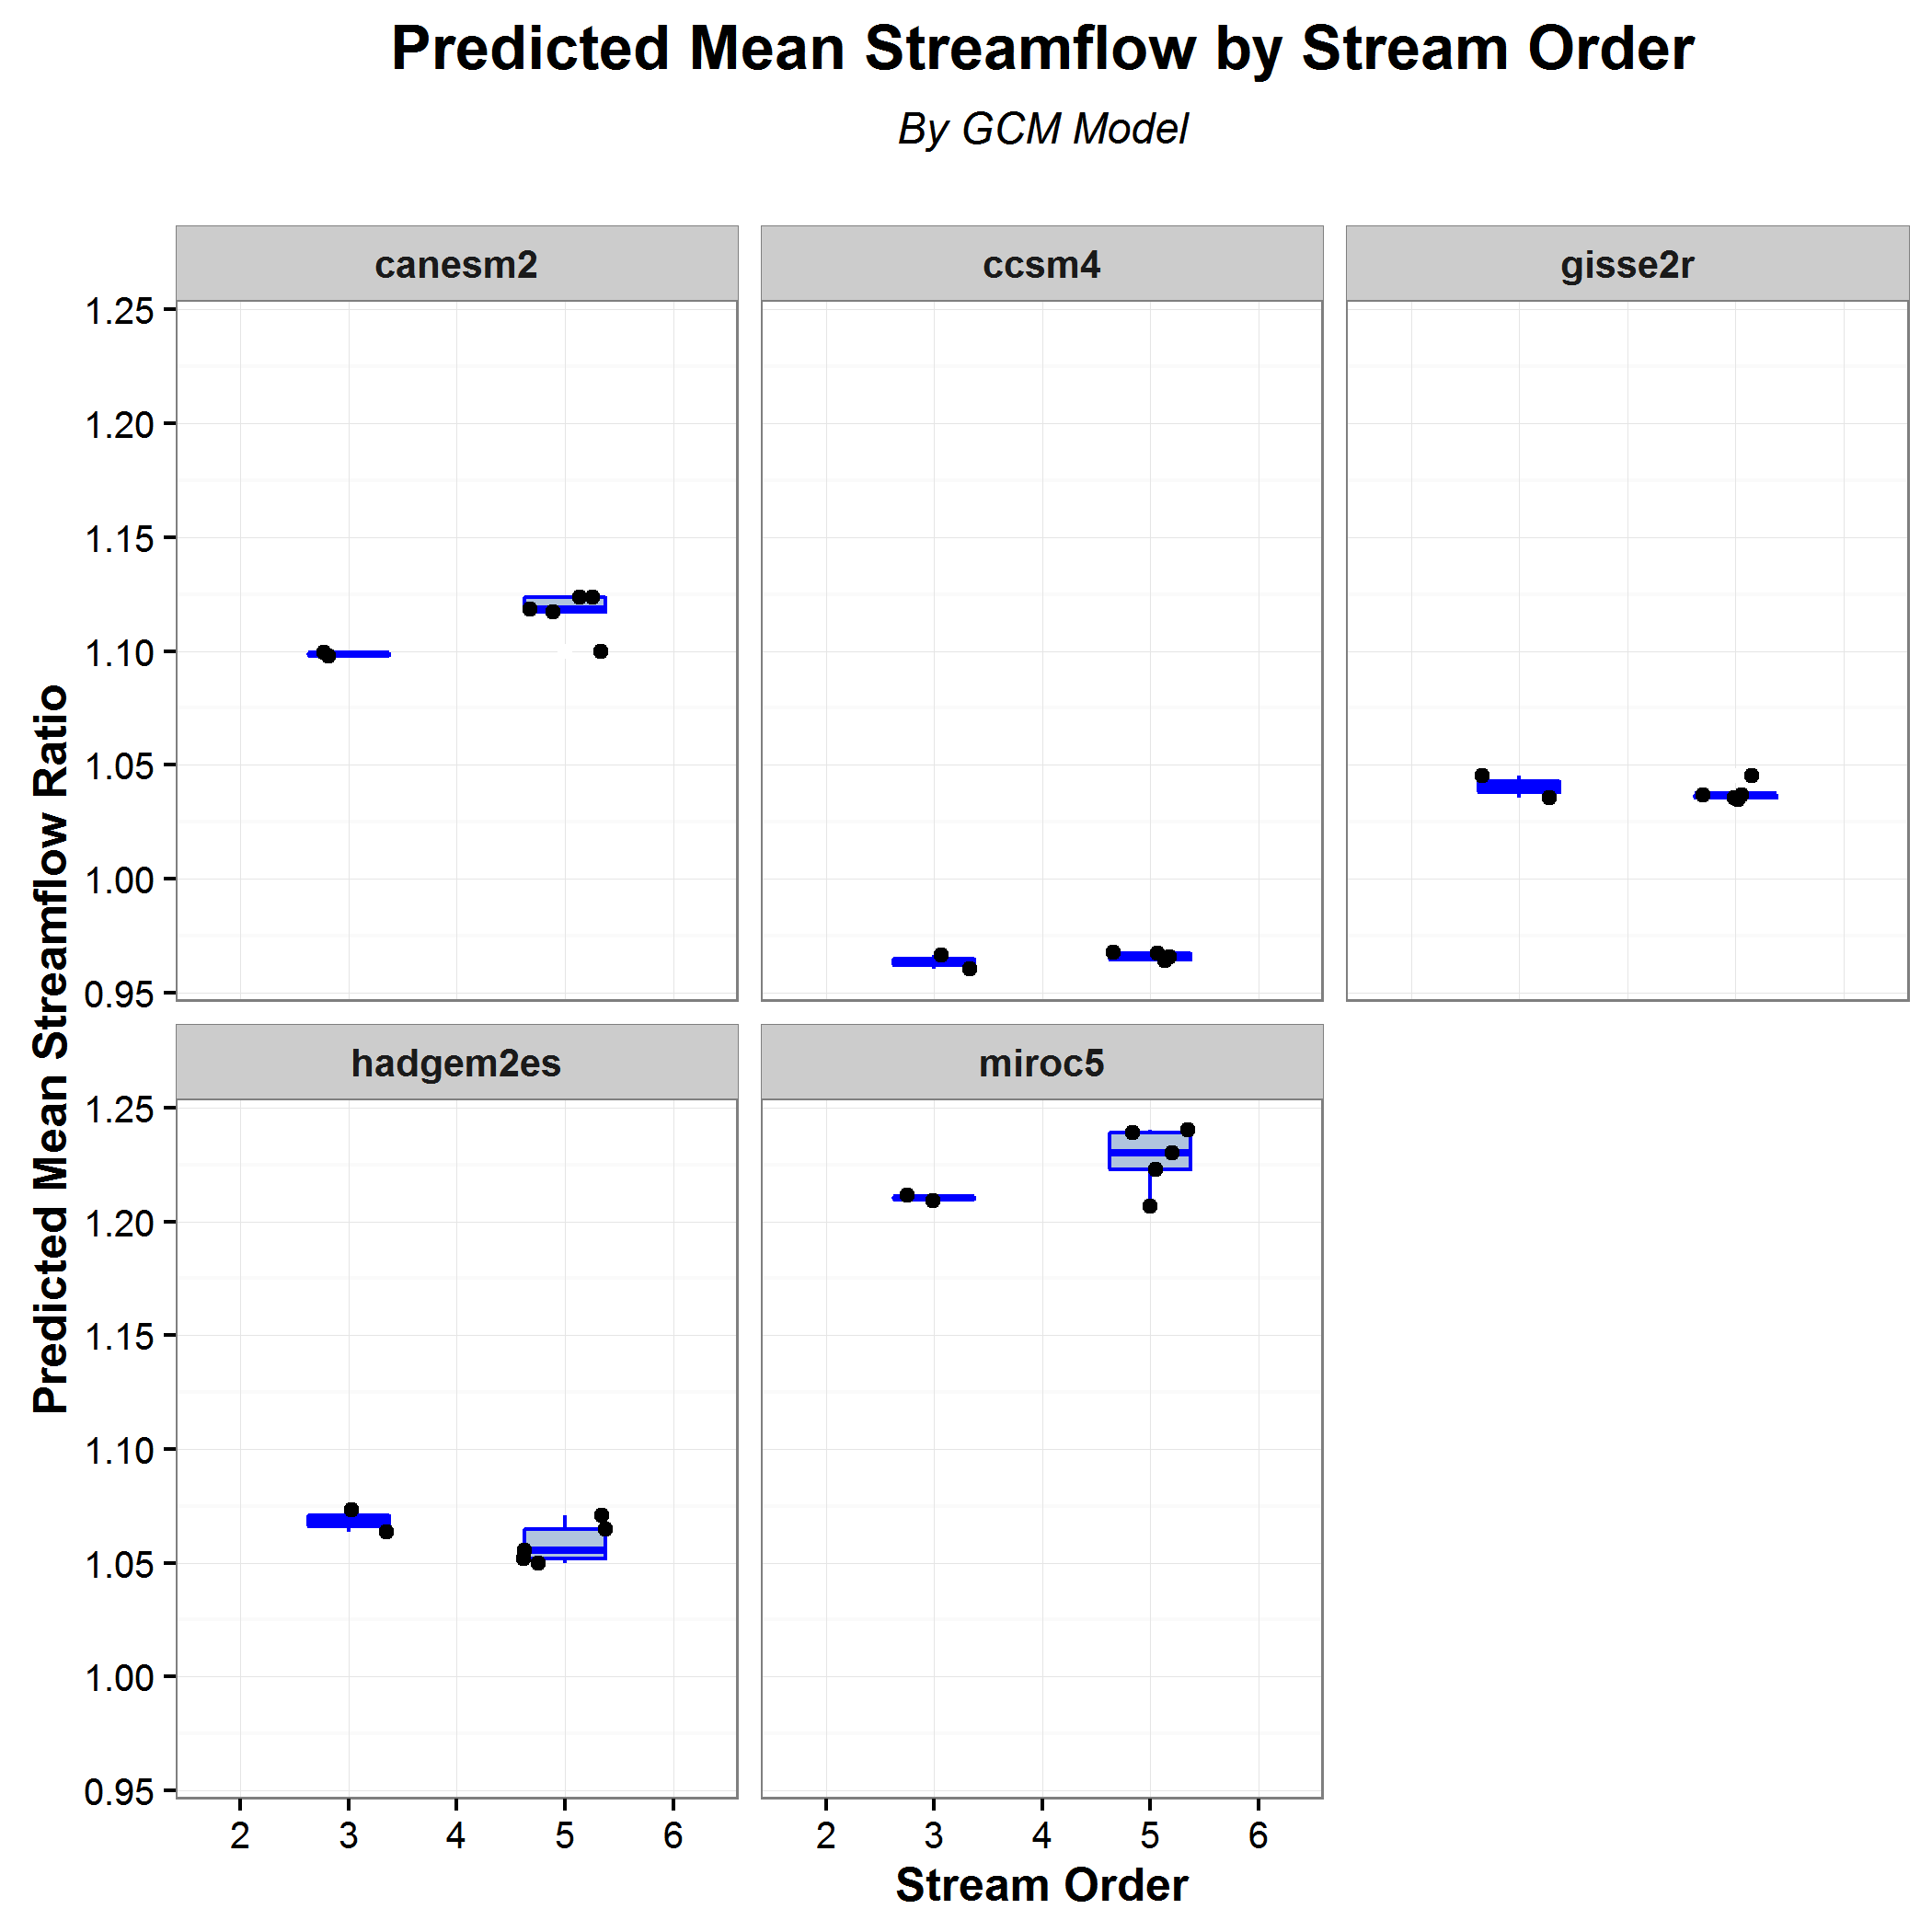 Predicted Mean Streamflow by Stream Order
By GCM Model
canesm2
ccsm4
gisse2r
1.25
1.20
1.15
1.10
1.05
1.00
0.95
Predicted Mean Streamflow Ratio
hadgem2es
miroc5
1.25
1.20
1.15
1.10
1.05
1.00
0.95
2 3 4 5 6
2 3 4 5 6
Stream Order